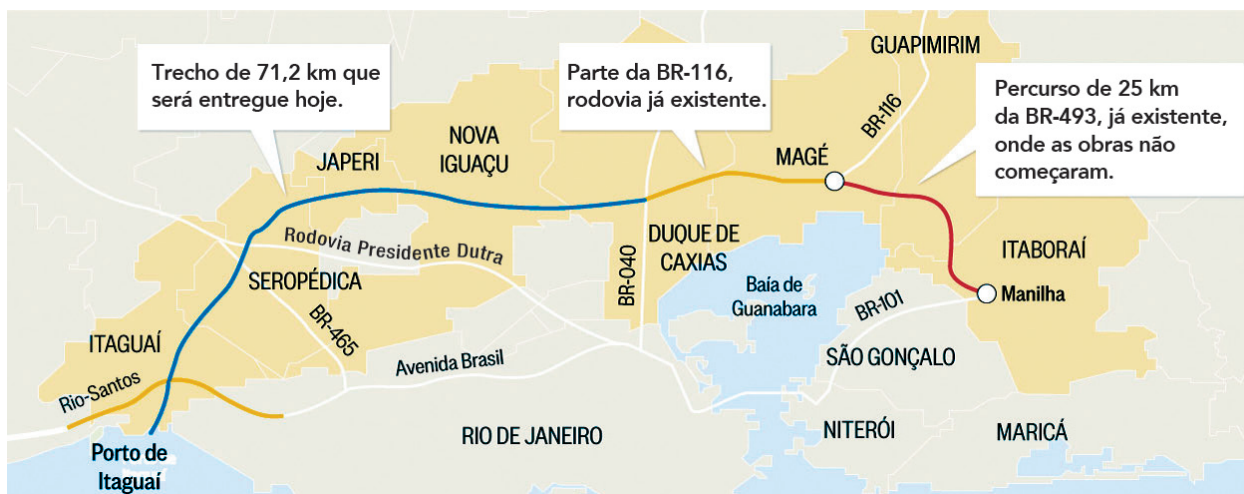 GUAPIMIRIM
Trecho de 71,2 km que
será entregue hoje.
Parte da BR-116,
rodovia já existente.
BR-116
Percurso de 25 km
da BR-493, já existente,
onde as obras não
começaram.
NOVA
IGUAÇU
JAPERI
MAGÉ
Rodovia Presidente Dutra
DUQUE DE
CAXIAS
ITABORAÍ
SEROPÉDICA
BR-040
Baía de
Guanabara
BR-101
Manilha
BR-465
ITAGUAÍ
Avenida Brasil
SÃO GONÇALO
Rio-Santos
RIO DE JANEIRO
NITERÓI
MARICÁ
Porto de
Itaguaí